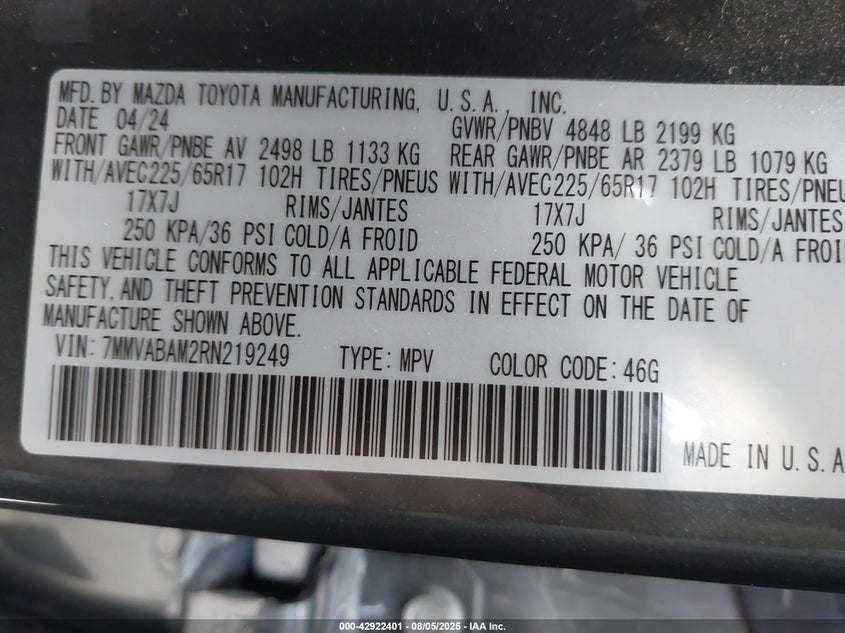 MFD. BY MAZDA TOYOTA MANUFACTURING, U.S.A., INC.
DATE 04/24 GVWR/PNBV 4848 LB 2199 KG
FRONT GAWR/PNBE AV 2498 LB 1133 KG REAR GAWR/PNBE AR 2379 LB 1079 KG
WITH/AVEC225/65R17 102H TIRES/PNEUS WITH/AVEC225/65R17 102H TIRES/PNEU
17X7J RIMS/JANTES 17X7J RIMS/JANTES
250 KPA/36 PSI COLD/A FROID 250 KPA/ 36 PSI COLD/A FROI
THIS VEHICLE CONFORMS TO ALL APPLICABLE FEDERAL MOTOR VEHICLE
SAFETY, AND THEFT PREVENTION STANDARDS IN EFFECT ON THE DATE OF
MANUFACTURE SHOWN ABOVE.
VIN: 7MMVABAM2RN219249 TYPE: MPV COLOR CODE: 46G
MADE IN U.S.A
000-42922401 - 08/05/2025 - IAA Inc.